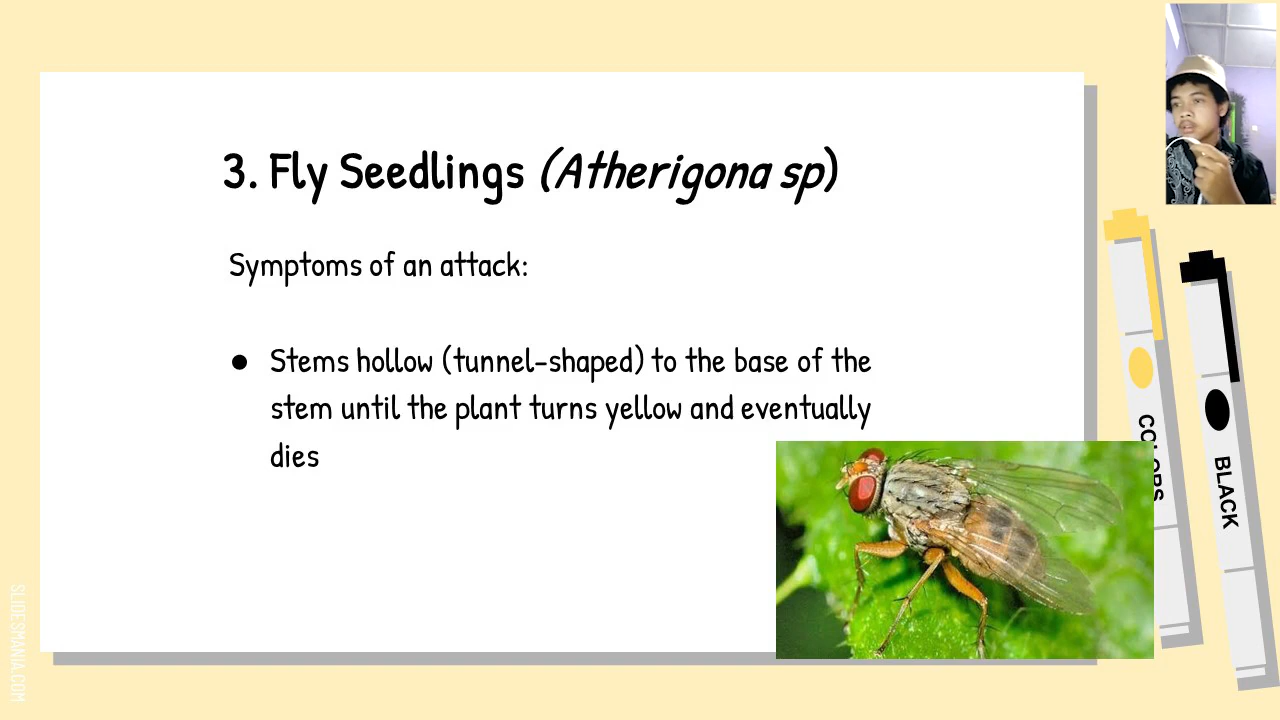 3. Fly Seedlings (Atherigona sp)
Symptoms of an attack:
● Stems hollow (tunnel-shaped) to the base of the
stem until the plant turns yellow and eventually
dies
COLORS
BLACK
SLIDESMANIA.COM